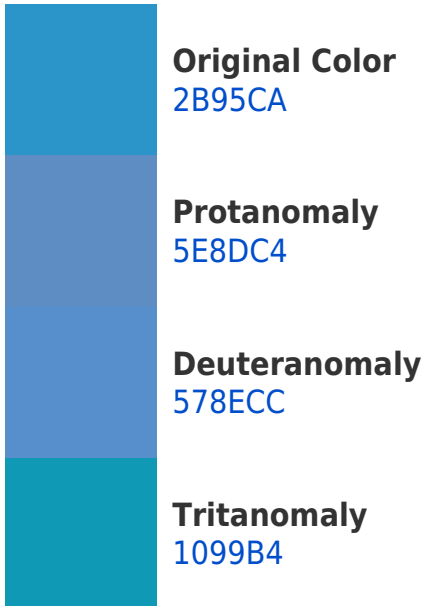 Original Color
2B95CA
Protanomaly
5E8DC4
Deuteranomaly
578ECC
Tritanomaly
1099B4